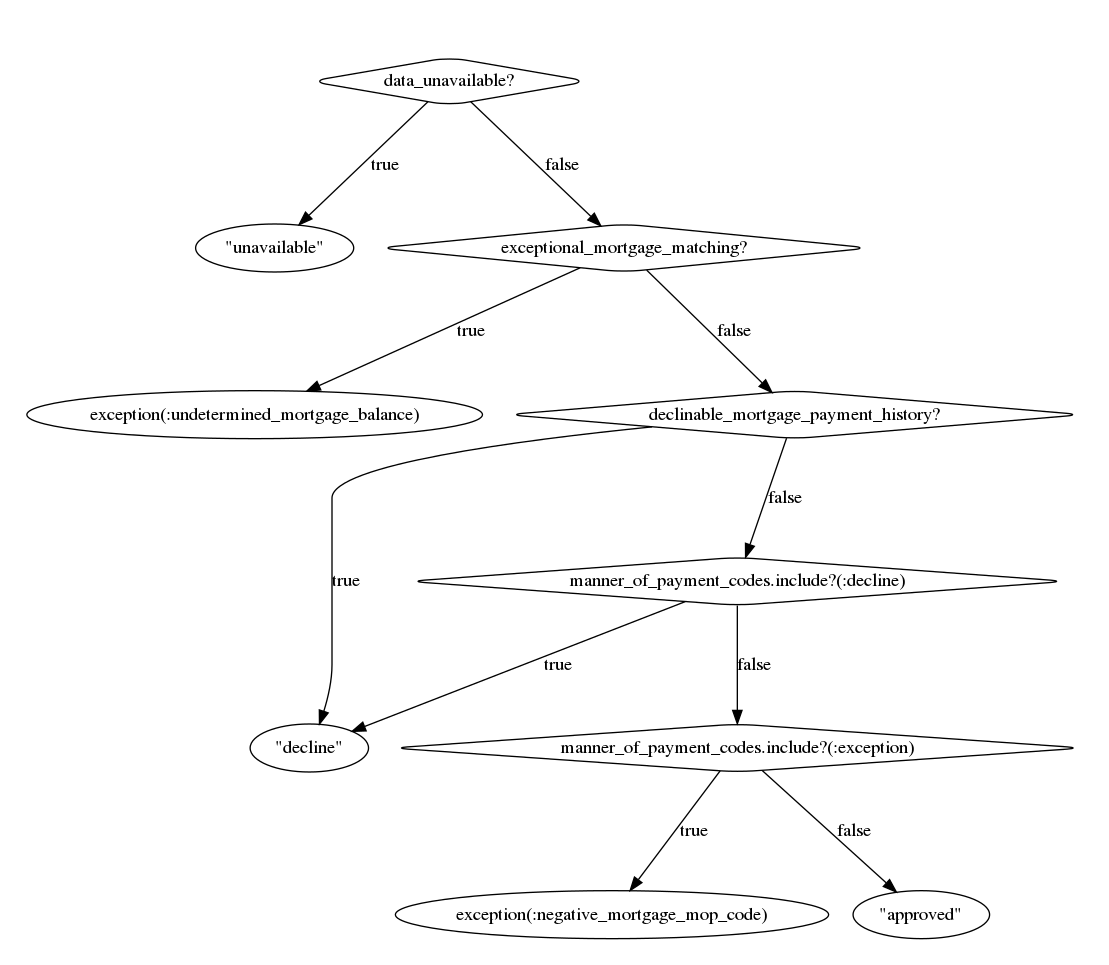 data_unavailable?
true
false
"unavailable"
exceptional_mortgage_matching?
true
false
exception(:undetermined_mortgage_balance)
declinable_mortgage_payment_history?
false
true
manner_of_payment_codes.include?(:decline)
true
false
"decline"
manner_of_payment_codes.include?(:exception)
true
false
exception(:negative_mortgage_mop_code)
"approved"